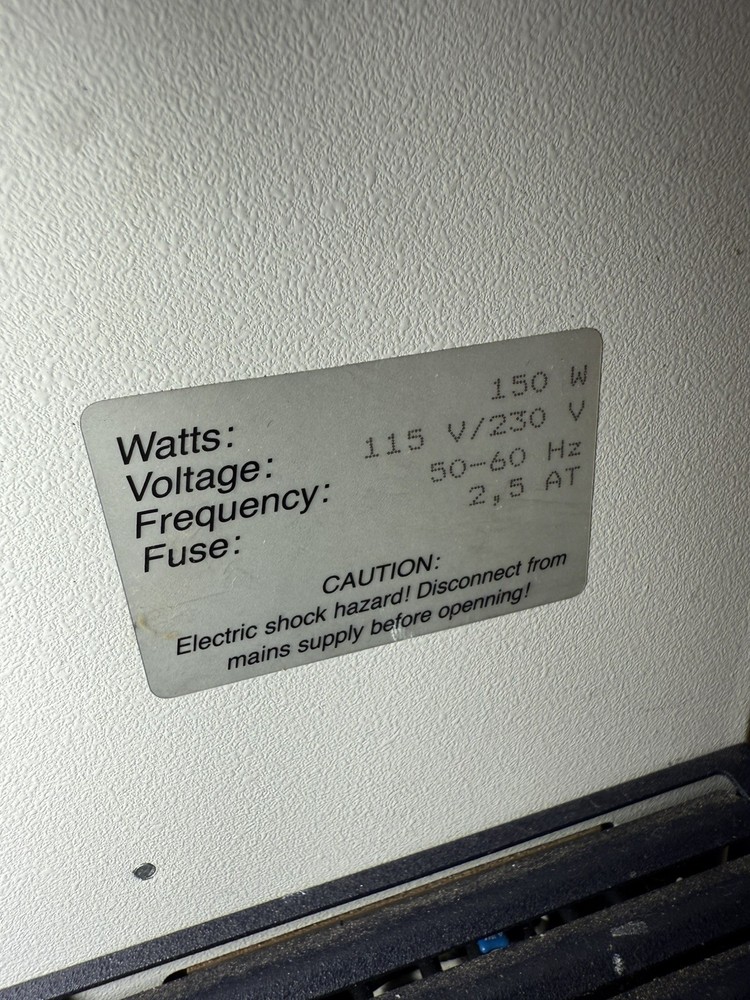 Watts: 150 W
Voltage: 115 V/230 V
Frequency: 50-60 Hz
Fuse: 2,5 AT
CAUTION:
Electric shock hazard! Disconnect from
mains supply before openning!